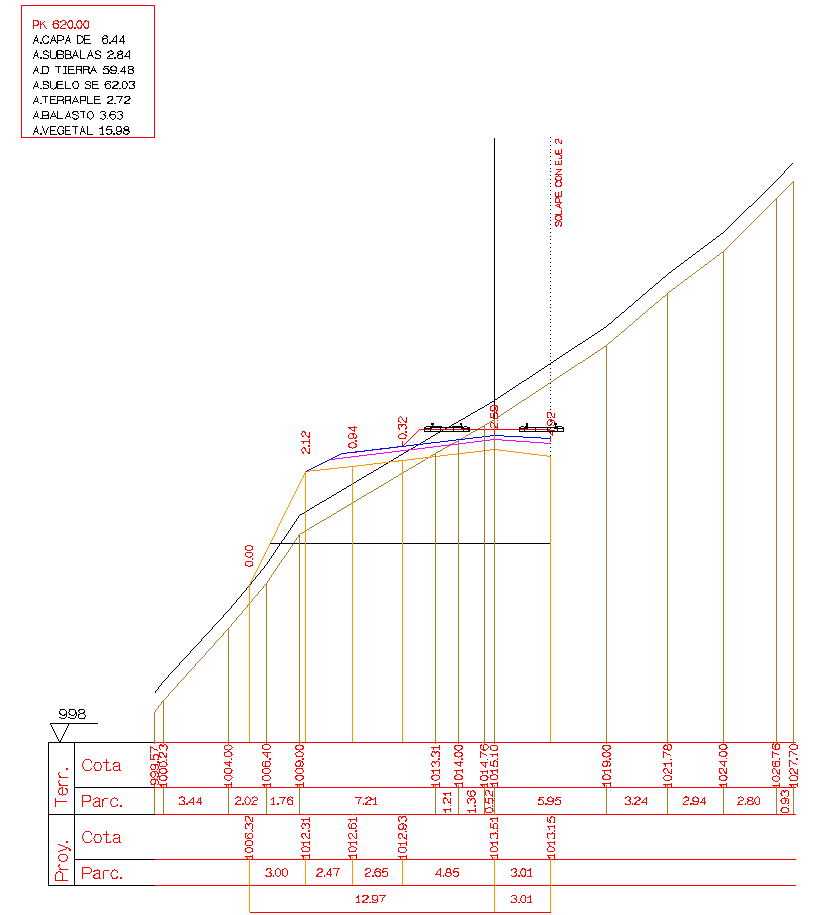 PK 620.00
A.CAPA DE 6.44
A.SUBBALAS 2.84
A.D TIERRA 59.48
A.SUELO SE 62.03
A.TERRAPLE 2.72
A.BALASTO 3.63
A.VEGETAL 15.98
SOLAPE CON EJE 2
0.00
2.12
0.94
-0.32
2.59
998
Terr.
Cota
999.57 1000.23 1004.00 1006.40 1009.00 1013.31 1014.00 1014.76 1015.10 1019.00 1021.78 1024.00 1026.76 1027.70
Parc.
3.44 2.02 1.76 7.21 1.21 1.36 0.52 5.95 3.24 2.94 2.80 0.93
Proy.
Cota
1006.32 1012.31 1012.61 1012.93 1013.51 1013.15
Parc.
3.00 2.47 2.65 4.85 3.01
12.97 3.01